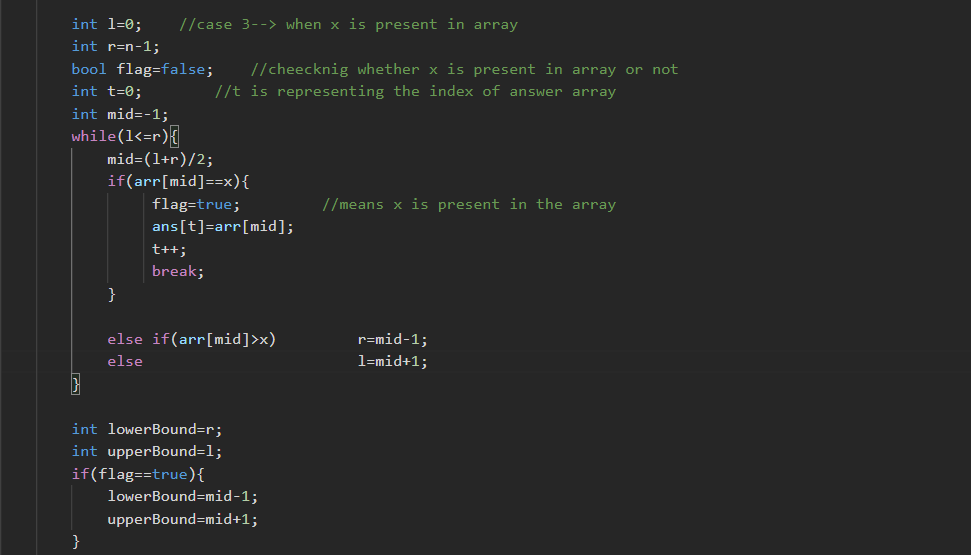 int l=0;    //case 3--> when x is present in array
int r=n-1;
bool flag=false;    //cheecknig whether x is present in array or not
int t=0;        //t is representing the index of answer array
int mid=-1;
while(l<=r){
    mid=(l+r)/2;
    if(arr[mid]==x){
        flag=true;         //means x is present in the array
        ans[t]=arr[mid];
        t++;
        break;
    }
    else if(arr[mid]>x)         r=mid-1;
    else                        l=mid+1;
}
int lowerBound=r;
int upperBound=l;
if(flag==true){
    lowerBound=mid-1;
    upperBound=mid+1;
}